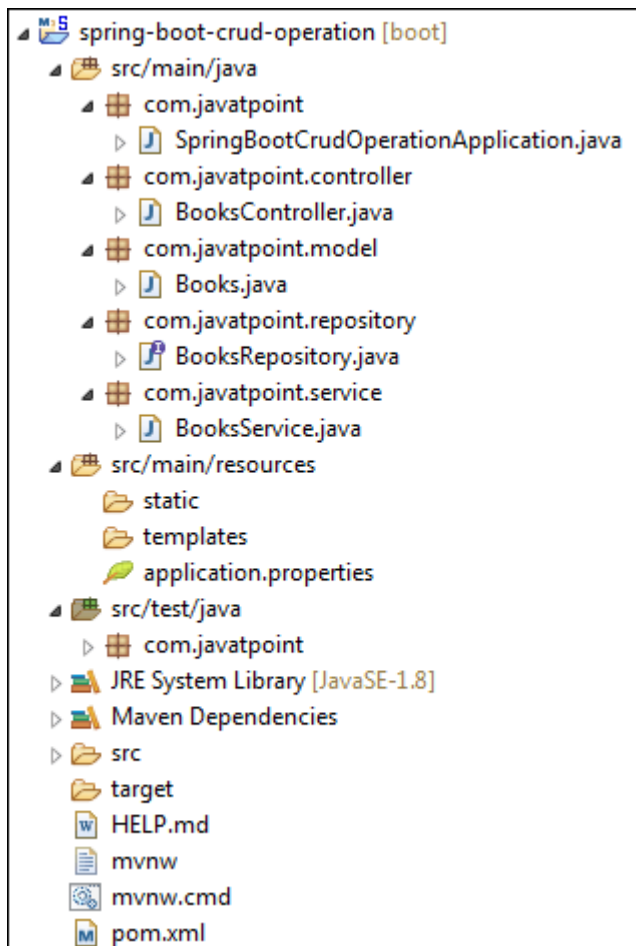 spring-boot-crud-operation [boot]
src/main/java
com.javatpoint
SpringBootCrudOperationApplication.java
com.javatpoint.controller
BooksController.java
com.javatpoint.model
Books.java
com.javatpoint.repository
BooksRepository.java
com.javatpoint.service
BooksService.java
src/main/resources
static
templates
application.properties
src/test/java
com.javatpoint
JRE System Library [JavaSE-1.8]
Maven Dependencies
src
target
HELP.md
mvnw
mvnw.cmd
pom.xml